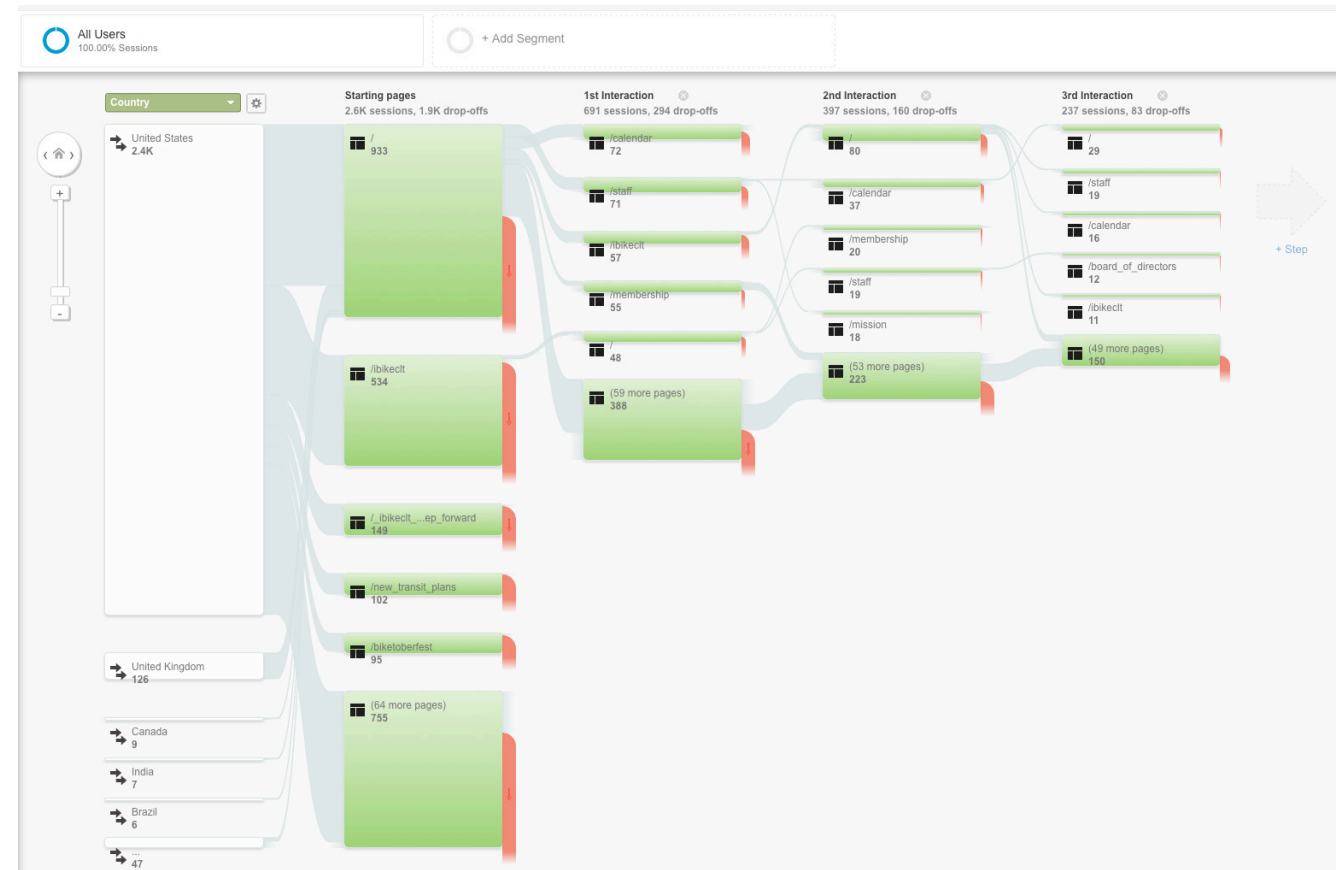 All Users
100.00% Sessions
+ Add Segment
Country
United States
2.4K
United Kingdom
126
Canada
9
India
7
Brazil
6
...
47
Starting pages
2.6K sessions, 1.9K drop-offs
/
933
/ibikeclt
534
/_ibikeclt_...ep_forward
149
/new_transit_plans
102
/biketoberfest
95
(64 more pages)
755
1st Interaction
691 sessions, 294 drop-offs
/calendar
72
/staff
71
/ibikeclt
57
/membership
55
/
48
(59 more pages)
388
2nd Interaction
397 sessions, 160 drop-offs
/
80
/calendar
37
/membership
20
/staff
19
/mission
18
(53 more pages)
223
3rd Interaction
237 sessions, 83 drop-offs
/
29
/staff
19
/calendar
16
/board_of_directors
12
/ibikeclt
11
(49 more pages)
150
+ Step